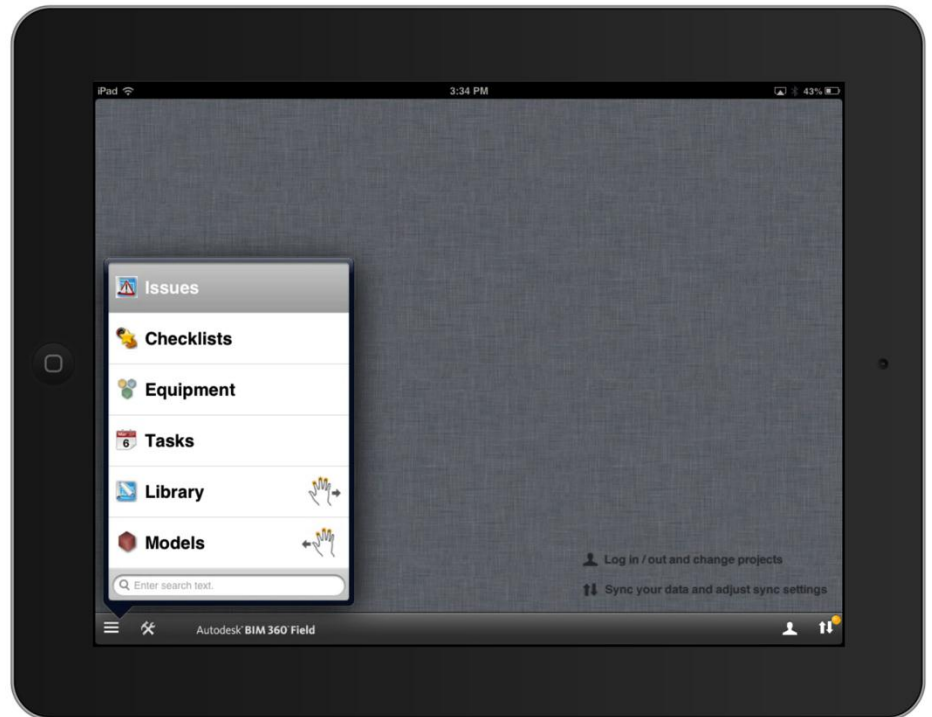 iPad 3:34 PM 43%
Issues
Checklists
Equipment
6 Tasks
Library
Models
Enter search text.
Log in / out and change projects
Sync your data and adjust sync settings
Autodesk® BIM 360® Field